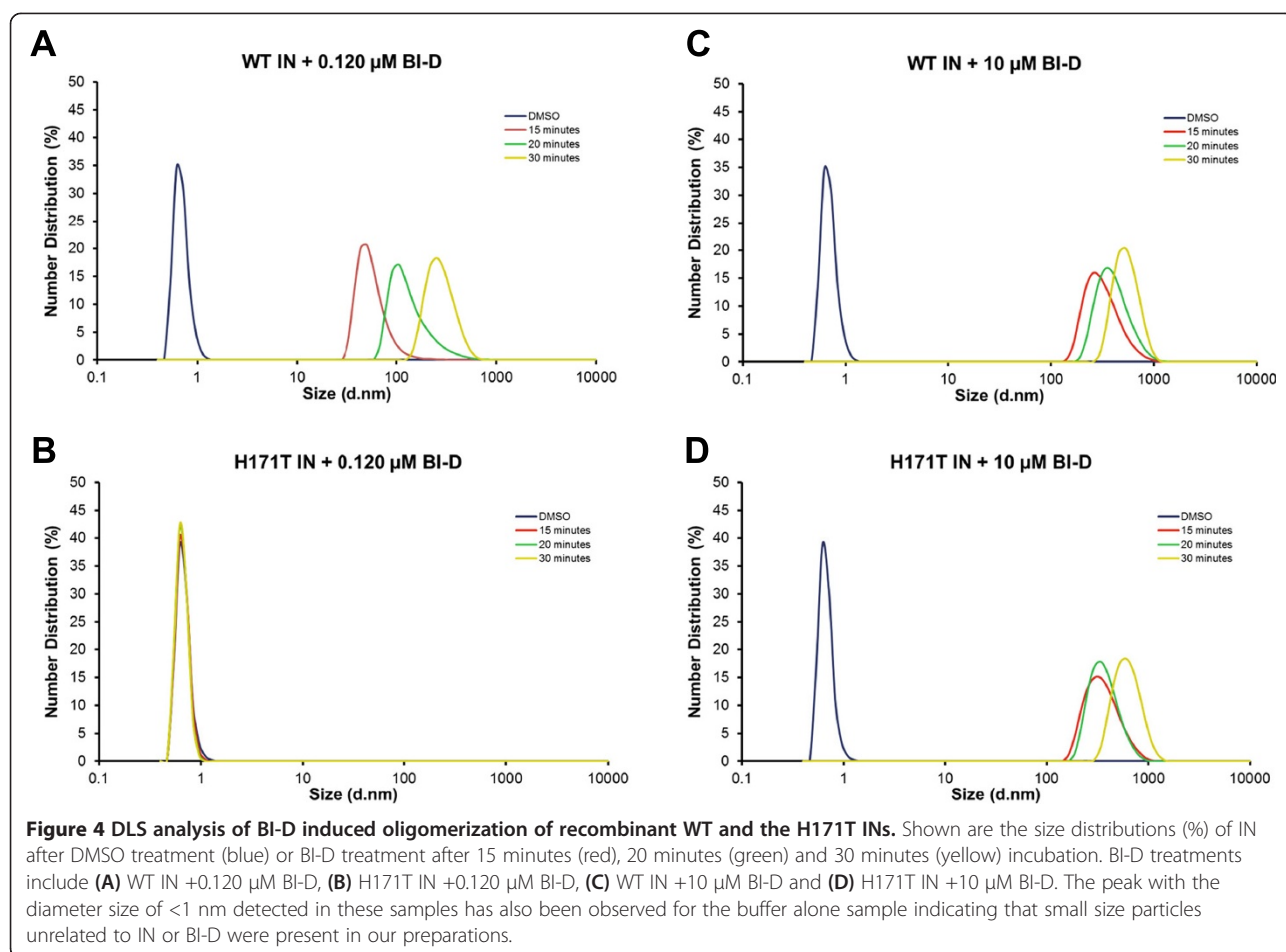 A
WT IN + 0.120 µM BI-D
Number Distribution (%)
50
45
40
35
30
25
20
15
10
5
0
DMSO
15 minutes
20 minutes
30 minutes
0.1 1 10 100 1000 10000
Size (d.nm)
C
WT IN + 10 µM BI-D
Number Distribution (%)
50
45
40
35
30
25
20
15
10
5
0
DMSO
15 minutes
20 minutes
30 minutes
0.1 1 10 100 1000 10000
Size (d.nm)
B
H171T IN + 0.120 µM BI-D
Number Distribution (%)
50
45
40
35
30
25
20
15
10
5
0
DMSO
15 minutes
20 minutes
30 minutes
0.1 1 10 100 1000 10000
Size (d.nm)
D
H171T IN + 10 µM BI-D
Number Distribution (%)
50
45
40
35
30
25
20
15
10
5
0
DMSO
15 minutes
20 minutes
30 minutes
0.1 1 10 100 1000 10000
Size (d.nm)
Figure 4 DLS analysis of BI-D induced oligomerization of recombinant WT and the H171T INs. Shown are the size distributions (%) of IN
after DMSO treatment (blue) or BI-D treatment after 15 minutes (red), 20 minutes (green) and 30 minutes (yellow) incubation. BI-D treatments
include (A) WT IN +0.120 µM BI-D, (B) H171T IN +0.120 µM BI-D, (C) WT IN +10 µM BI-D and (D) H171T IN +10 µM BI-D. The peak with the
diameter size of <1 nm detected in these samples has also been observed for the buffer alone sample indicating that small size particles
unrelated to IN or BI-D were present in our preparations.